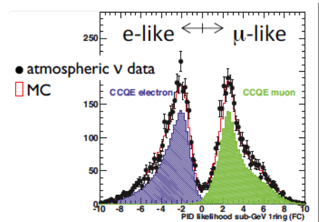 e-like ↔ μ-like
● atmospheric ν data
MC
CCQE electron
CCQE muon
250
200
150
100
50
0
-10 -8 -6 -4 -2 0 2 4 6 8 10
PID likelihood sub-GeV 1ring (FC)